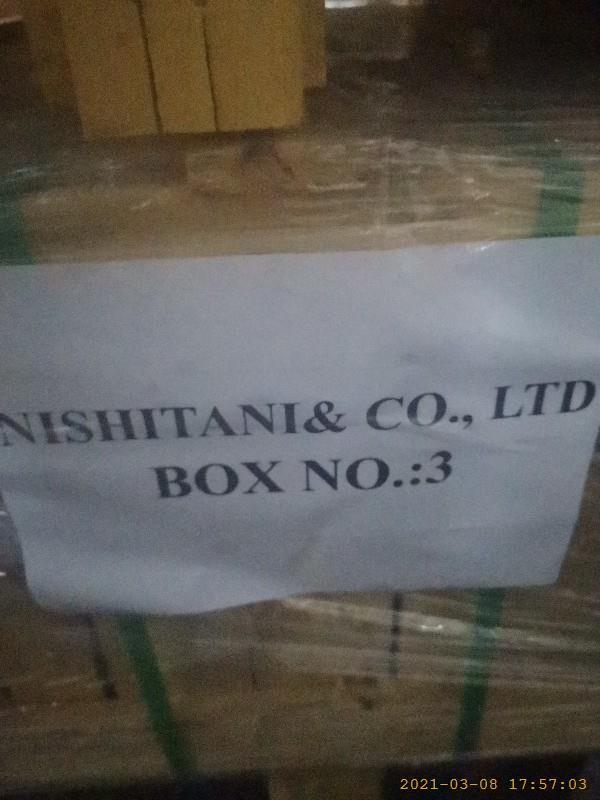 NISHITANI& CO., LTD
BOX NO.:3
2021-03-08 17:57:03